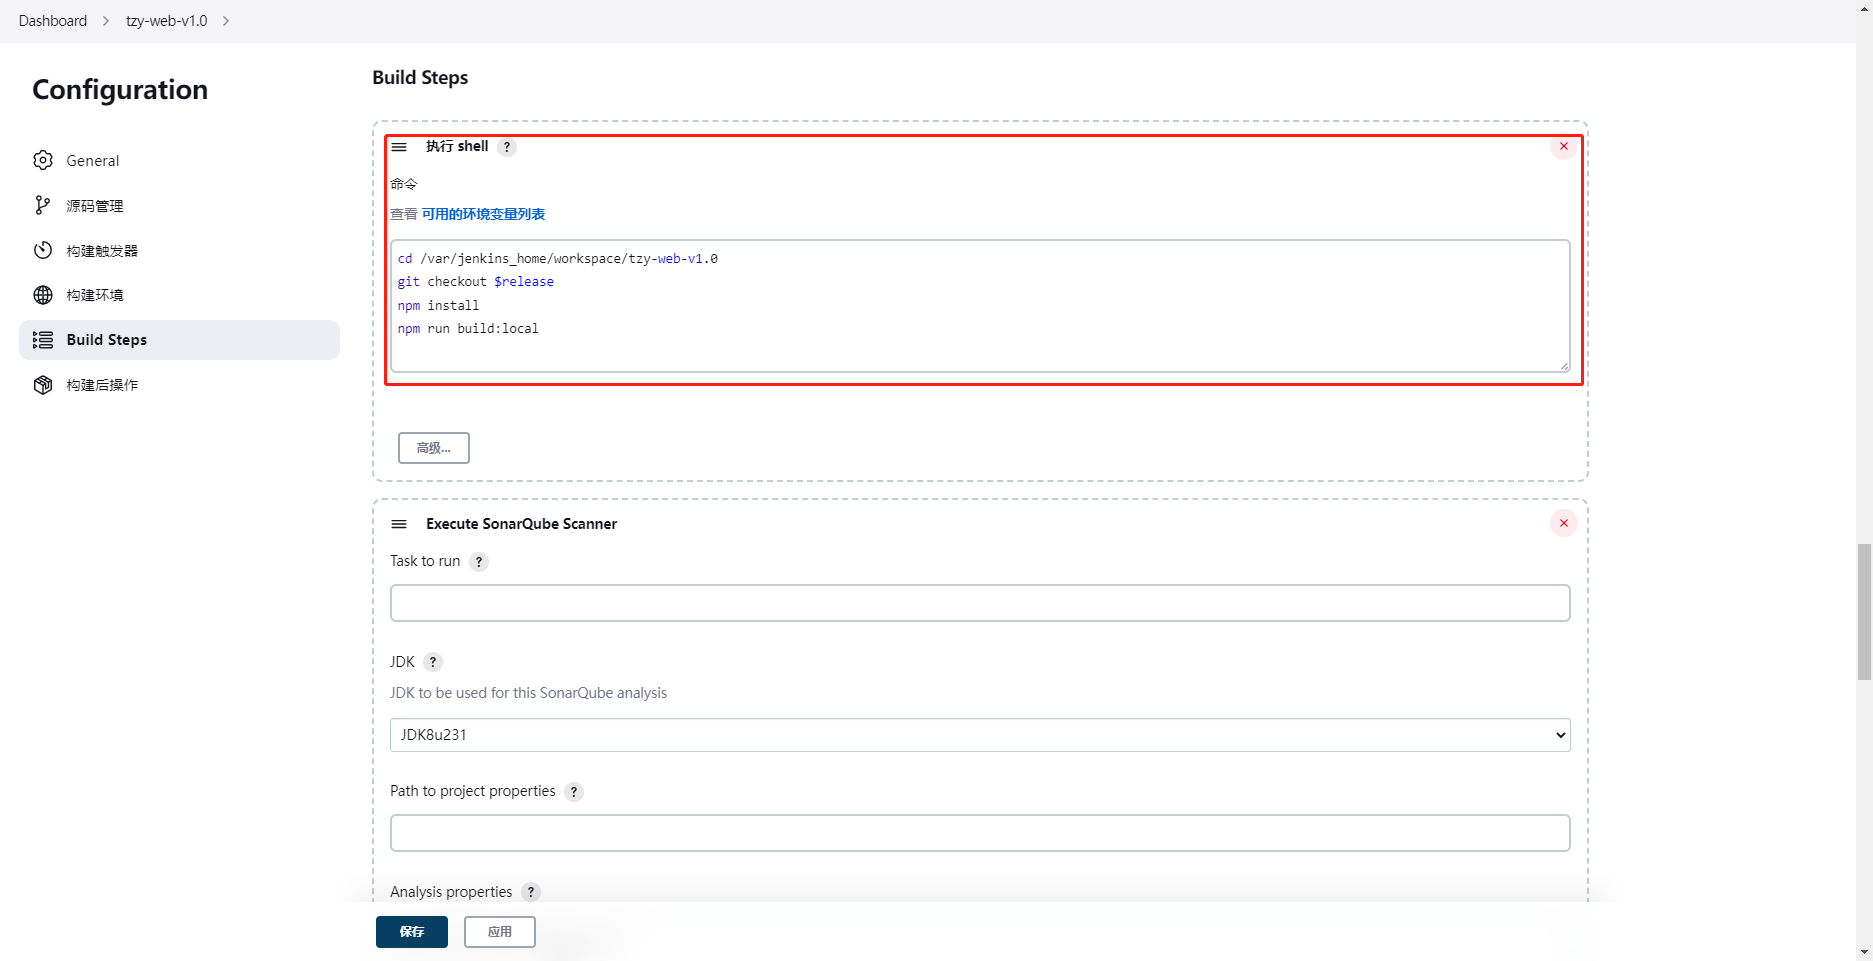 Dashboard
tzy-web-v1.0
Configuration
General
源码管理
构建触发器
构建环境
Build Steps
构建后操作
Build Steps
执行 shell ?
命令
查看 可用的环境变量列表
cd /var/jenkins_home/workspace/tzy-web-v1.0
git checkout $release
npm install
npm run build:local
高级...
Execute SonarQube Scanner
Task to run ?
JDK ?
JDK to be used for this SonarQube analysis
JDK8u231
Path to project properties ?
Analysis properties ?
保存
应用